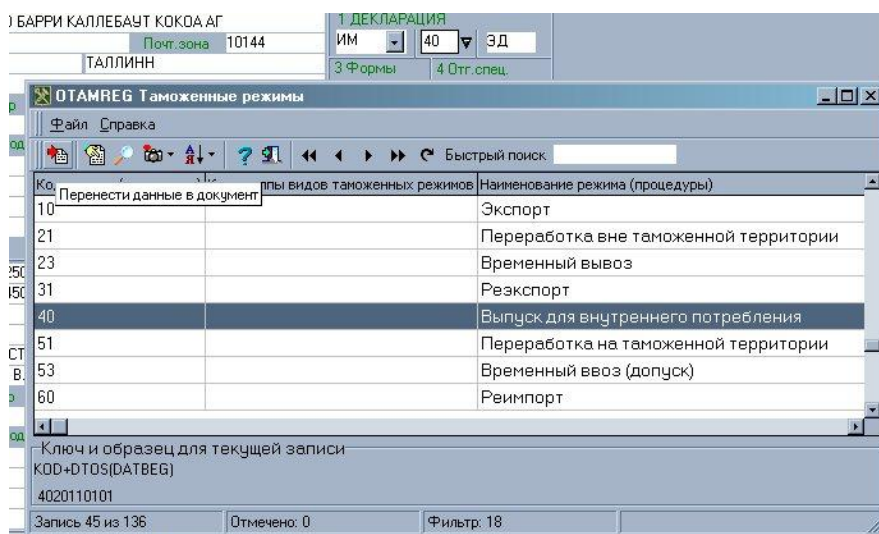 БАРРИ КАЛЛЕБАУТ КОКОА АГ
1 ДЕКЛАРАЦИЯ
Почт.зона 10144
ИМ 40 ЭД
ТАЛЛИНН
3 Формы 4 Отг.спец.
OTAMREG Таможенные режимы
Файл Справка
Быстрый поиск
Ко
пы видов таможенных режимов Наименование режима (процедуры)
Перенести данные в документ
10 Экспорт
21 Переработка вне таможенной территории
23 Временный вывоз
31 Реэкспорт
40 Выпуск для внутреннего потребления
51 Переработка на таможенной территории
53 Временный ввоз (допуск)
60 Реимпорт
Ключ и образец для текущей записи
KOD+DTOS(DATBEG)
4020110101
Запись 45 из 136 Отмечено: 0 Фильтр: 18